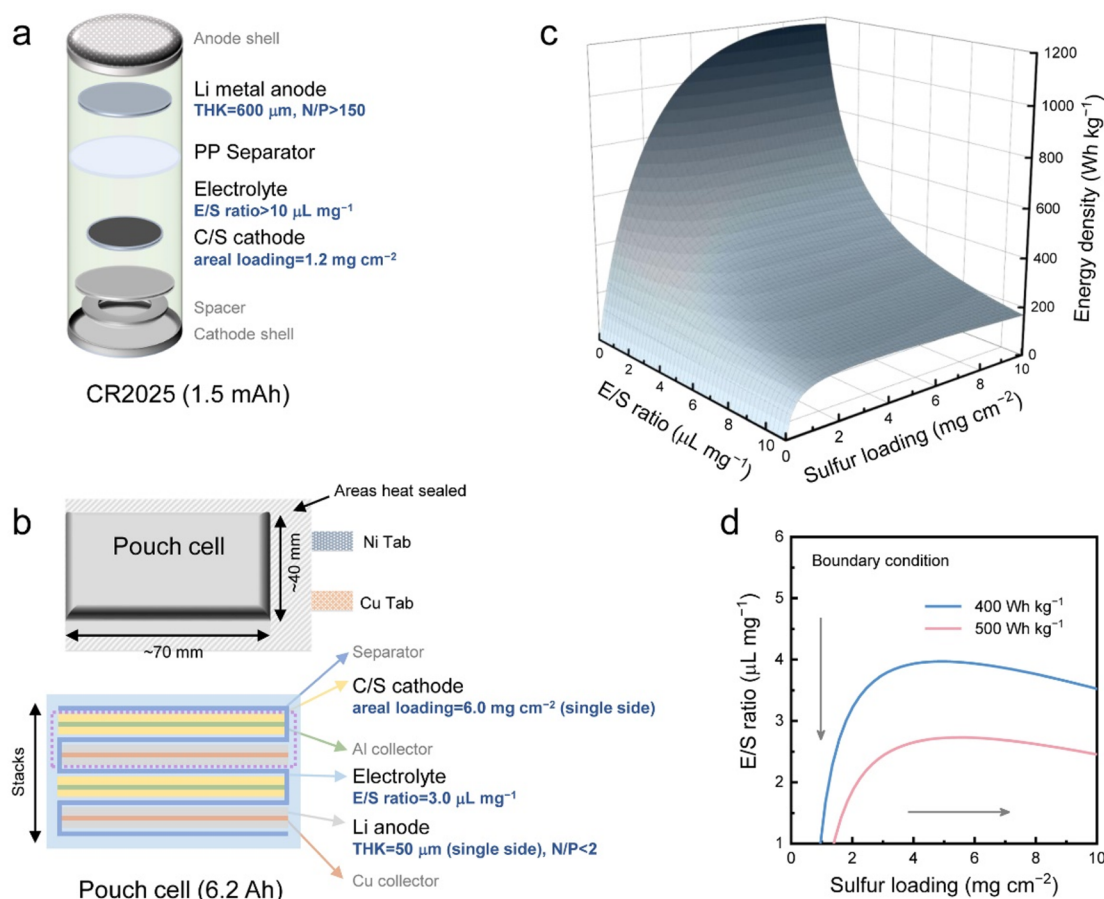 a
Anode shell
Li metal anode
THK=600 μm, N/P>150
PP Separator
Electrolyte
E/S ratio>10 μL mg⁻¹
C/S cathode
areal loading=1.2 mg cm⁻²
Spacer
Cathode shell
CR2025 (1.5 mAh)
b
Areas heat sealed
Pouch cell
~40 mm
Ni Tab
Cu Tab
~70 mm
Separator
C/S cathode
areal loading=6.0 mg cm⁻² (single side)
Al collector
Electrolyte
E/S ratio=3.0 μL mg⁻¹
Li anode
THK=50 μm (single side), N/P<2
Cu collector
Stacks
Pouch cell (6.2 Ah)
c
1200
1000
800
600
400
200
0
Energy density (Wh kg⁻¹)
0
2
4
6
8
10
E/S ratio (μL mg⁻¹)
0
2
4
6
8
10
Sulfur loading (mg cm⁻²)
d
Boundary condition
400 Wh kg⁻¹
500 Wh kg⁻¹
6
5
4
3
2
1
E/S ratio (μL mg⁻¹)
0 2 4 6 8 10
Sulfur loading (mg cm⁻²)